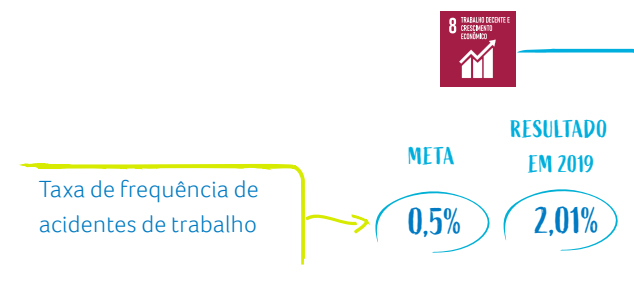 8 TRABALHO DECENTE E
CRESCIMENTO
ECONÔMICO
META
RESULTADO
EM 2019
Taxa de frequência de
acidentes de trabalho
0,5%
2,01%